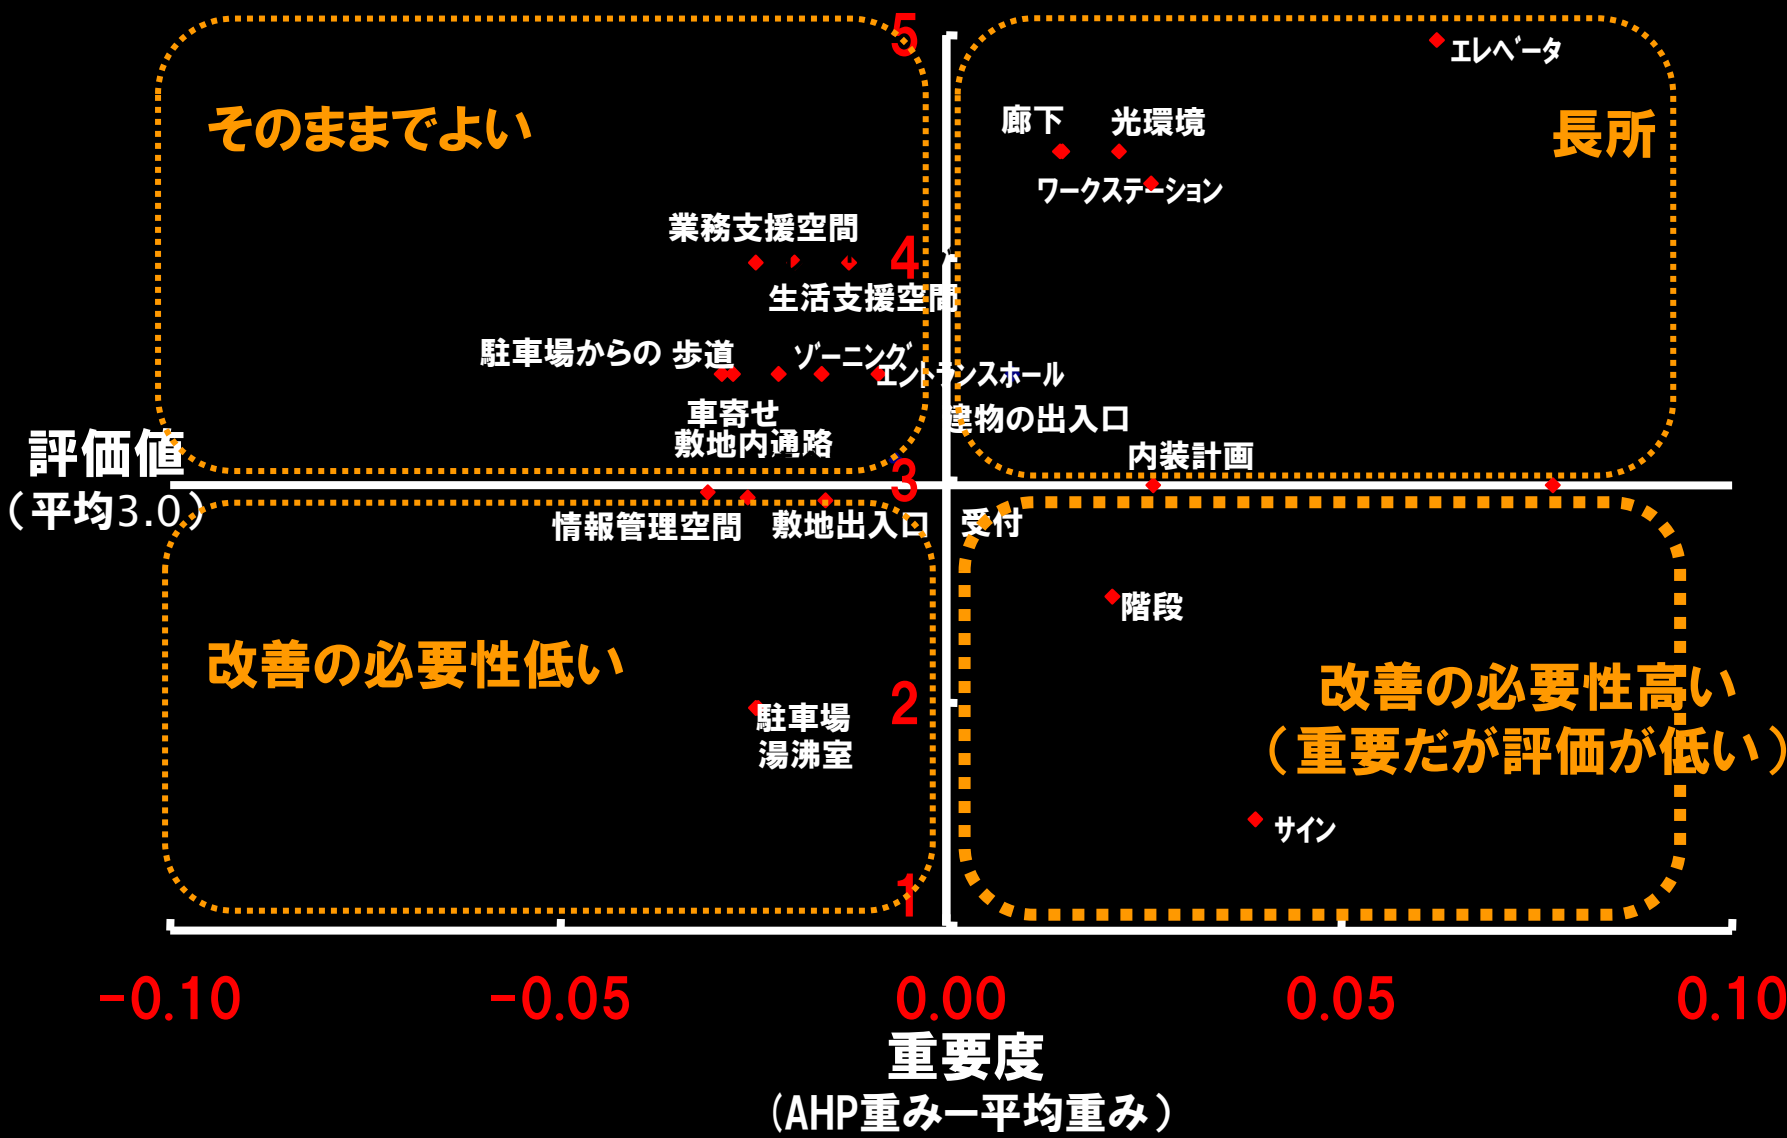 5
エレベータ
そのままでよい
廊下
光環境
長所
ワークステーション
業務支援空間
4
生活支援空間
駐車場からの 歩道
ゾーニング
エントランスホール
車寄せ
建物の出入口
敷地内通路
内装計画
評価値
3
(平均3.0)
情報管理空間
敷地出入口
受付
階段
改善の必要性低い
改善の必要性高い
2
駐車場
(重要だが評価が低い)
湯沸室
サイン
1
-0.10
-0.05
0.00
0.05
0.10
重要度
(AHP重み−平均重み)